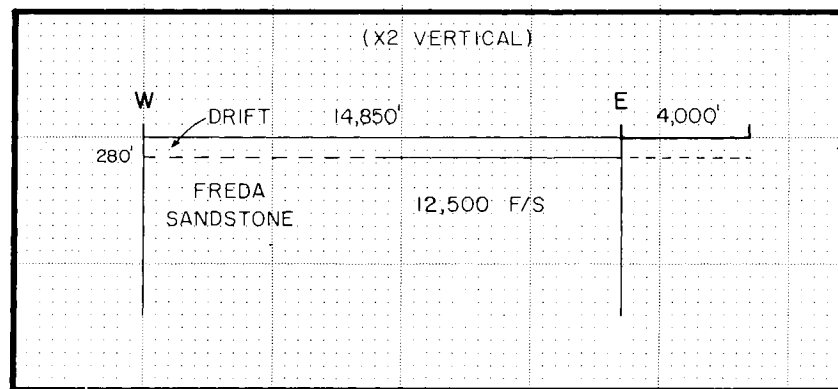 (X2 VERTICAL)
W
E
DRIFT
14,850'
4,000'
280'
FREDA
SANDSTONE
12,500 F/S